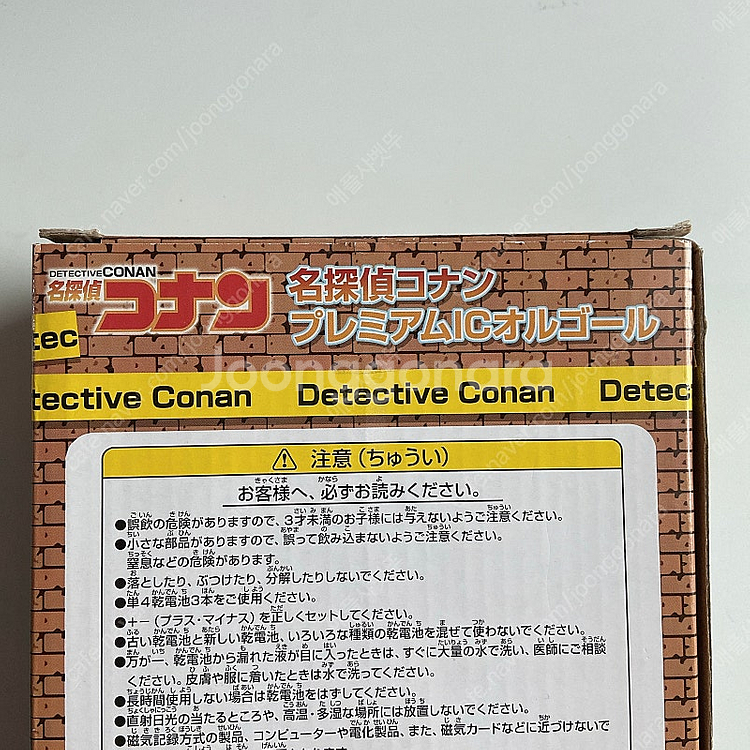 DETECTIVE CONAN
名探偵
コナン
名探偵コナン
プレミアムICオルゴール
tec
tective Conan Detective Conan Detec
Joonggonara
注意(ちゅうい)
お客様へ、必ずお読みください。
●誤飲の危険がありますので、3才未満のお子様には与えないようご注意ください。
●小さな部品がありますので、誤って飲み込まないようご注意ください。
窒息などの危険があります。
●落としたり、ぶつけたり、分解したりしないでください。
●単4乾電池3本をご使用ください。
●+−(プラス・マイナス)を正しくセットしてください。
●古い乾電池と新しい乾電池、いろいろな種類の乾電池を混ぜて使わないでください。
●万が一、乾電池から漏れた液が目に入ったときは、すぐに大量の水で洗い、医師にご相談
ください。皮膚や服に着いたときは水で洗ってください。
●長時間使用しない場合は乾電池をはずしてください。
●直射日光の当たるところや、高温・多湿な場所には放置しないでください。
●磁気記録方式の製品、コンピューターや電化製品、また、磁気カードなどに近づけないで